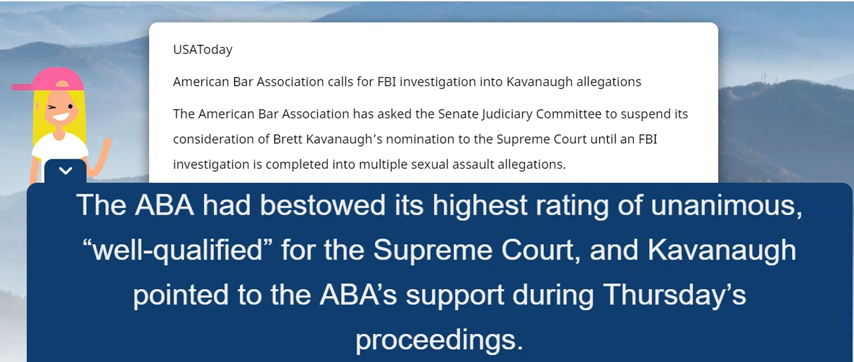 USAToday
American Bar Association calls for FBI investigation into Kavanaugh allegations
The American Bar Association has asked the Senate Judiciary Committee to suspend its
consideration of Brett Kavanaugh’s nomination to the Supreme Court until an FBI
investigation is completed into multiple sexual assault allegations.
The ABA had bestowed its highest rating of unanimous,
“well-qualified” for the Supreme Court, and Kavanaugh
pointed to the ABA’s support during Thursday’s
proceedings.